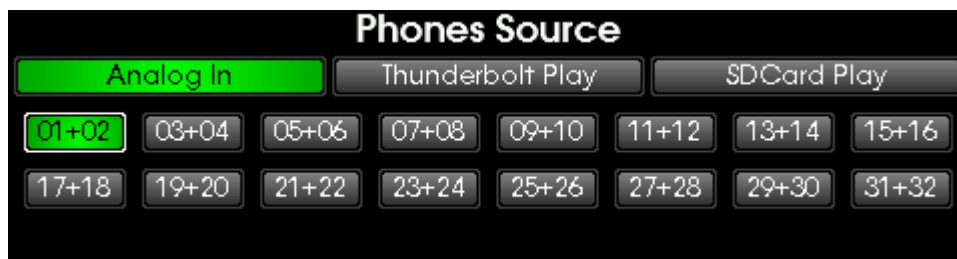 Phones Source
Analog In Thunderbolt Play SDCard Play
01+02 03+04 05+06 07+08 09+10 11+12 13+14 15+16
17+18 19+20 21+22 23+24 25+26 27+28 29+30 31+32